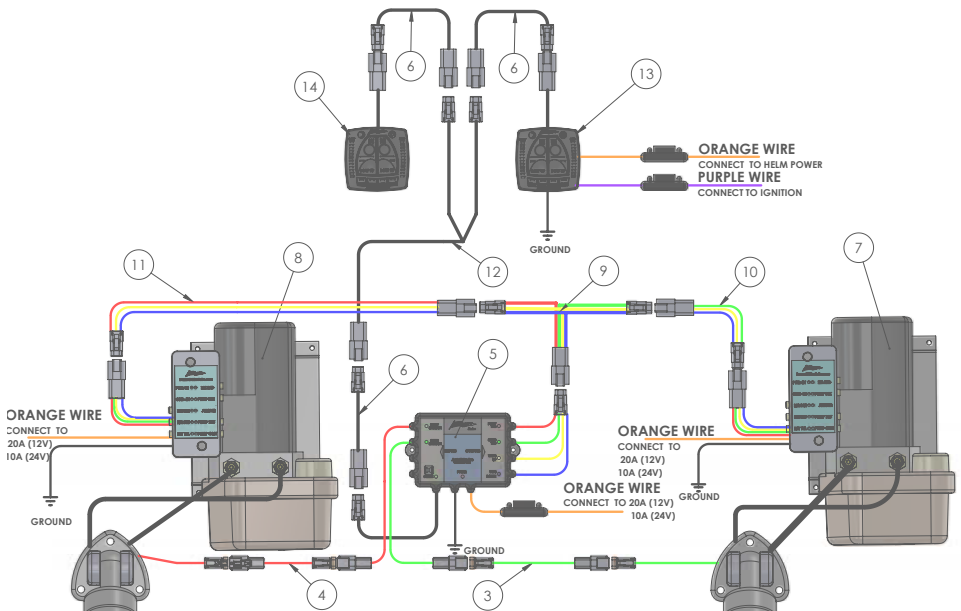 6
6
14
13
ORANGE WIRE
CONNECT TO HELM POWER
PURPLE WIRE
CONNECT TO IGNITION
GROUND
11
8
12
9
10
7
5
6
ORANGE WIRE
CONNECT TO
20A (12V)
10A (24V)
GROUND
ORANGE WIRE
CONNECT TO
20A (12V)
10A (24V)
GROUND
ORANGE WIRE
CONNECT TO 20A (12V)
10A (24V)
GROUND
4
3